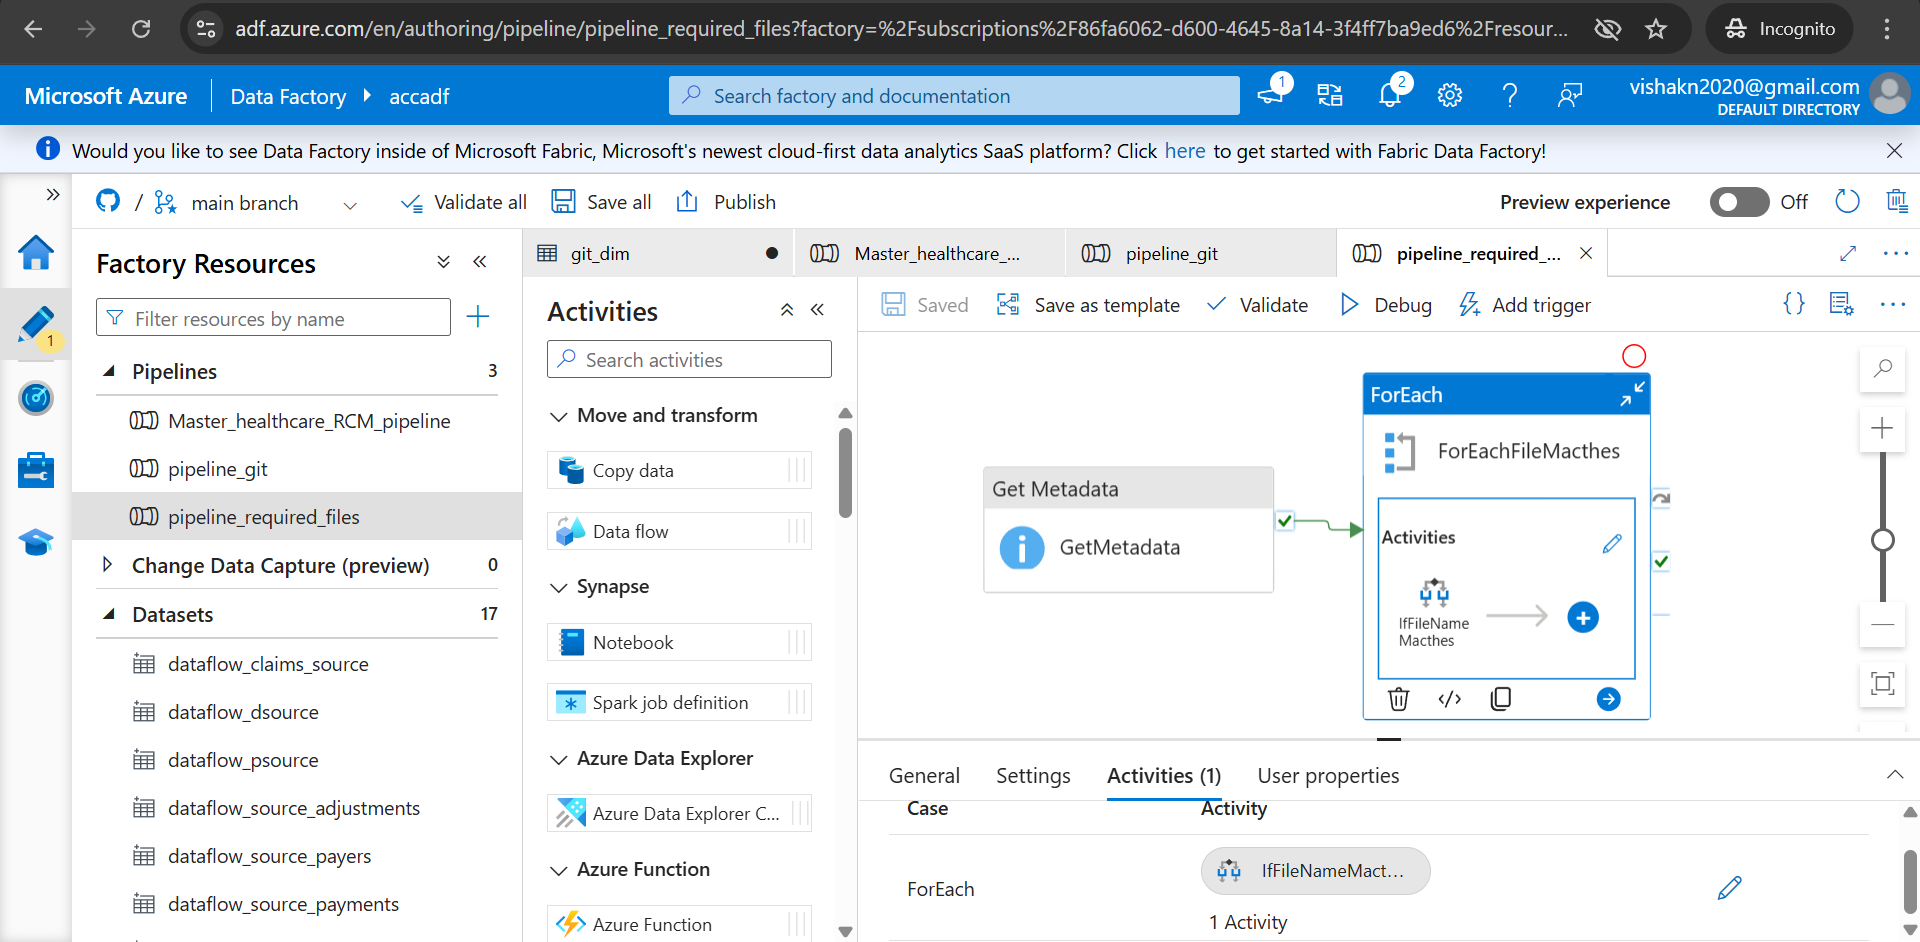 adf.azure.com/en/authoring/pipeline/pipeline_required_files?factory=%2Fsubscriptions%2F86fa6062-d600-4645-8a14-3f4ff7ba9ed6%2Fresour...
Incognito
Microsoft Azure
Data Factory
accadf
Search factory and documentation
1
2
vishakn2020@gmail.com
DEFAULT DIRECTORY
Would you like to see Data Factory inside of Microsoft Fabric, Microsoft's newest cloud-first data analytics SaaS platform? Click here to get started with Fabric Data Factory!
/ main branch
Validate all
Save all
Publish
Preview experience
Off
1
Factory Resources
Filter resources by name
Pipelines
3
Master_healthcare_RCM_pipeline
pipeline_git
pipeline_required_files
Change Data Capture (preview)
0
Datasets
17
dataflow_claims_source
dataflow_dsource
dataflow_psource
dataflow_source_adjustments
dataflow_source_payers
dataflow_source_payments
git_dim
Master_healthcare_...
pipeline_git
pipeline_required_...
Activities
Search activities
Move and transform
Copy data
Data flow
Synapse
Notebook
Spark job definition
Azure Data Explorer
Azure Data Explorer C...
Azure Function
Azure Function
Saved
Save as template
Validate
Debug
Add trigger
{}
Get Metadata
GetMetadata
ForEach
ForEachFileMacthes
Activities
IfFileName
Macthes
</>
General
Settings
Activities (1)
User properties
Case
Activity
ForEach
IfFileNameMact...
1 Activity